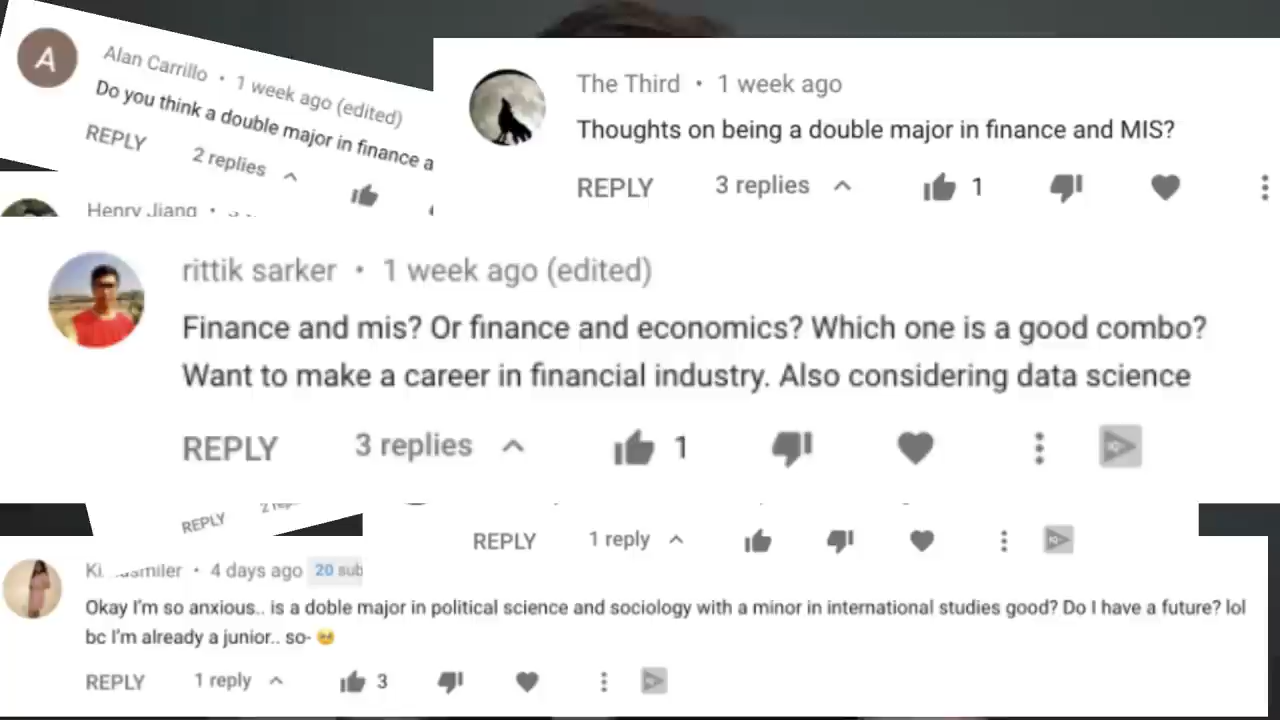 A
Alan Carrillo • 1 week ago (edited)
Do you think a double major in finance a
REPLY 2 replies
The Third • 1 week ago
Thoughts on being a double major in finance and MIS?
REPLY 3 replies 1
Henry Jiang •
rittik sarker • 1 week ago (edited)
Finance and mis? Or finance and economics? Which one is a good combo?
Want to make a career in financial industry. Also considering data science
REPLY 3 replies 1
REPLY
REPLY 1 reply
4 days ago 20 sub
Okay I'm so anxious.. is a doble major in political science and sociology with a minor in international studies good? Do I have a future? lol
bc I'm already a junior.. so- 🥹
REPLY 1 reply 3